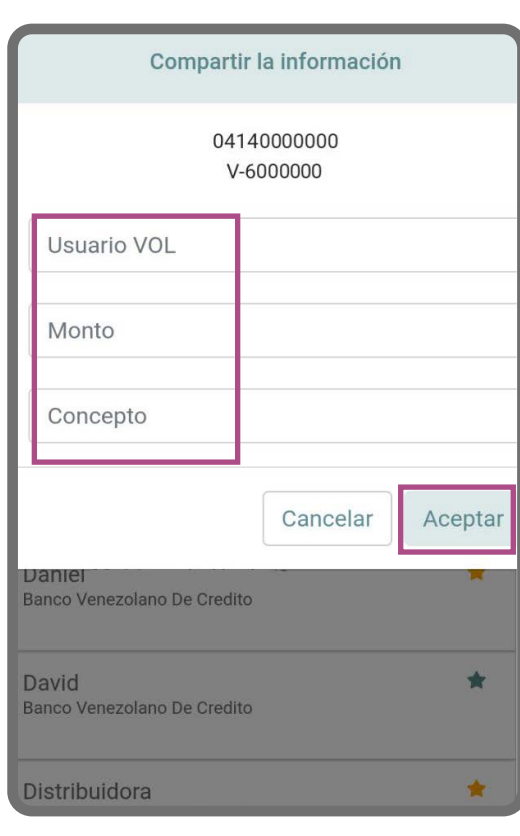 Compartir la información
04140000000
V-6000000
Usuario VOL
Monto
Concepto
Cancelar
Aceptar
Daniel
Banco Venezolano De Credito
David
Banco Venezolano De Credito
Distribuidora